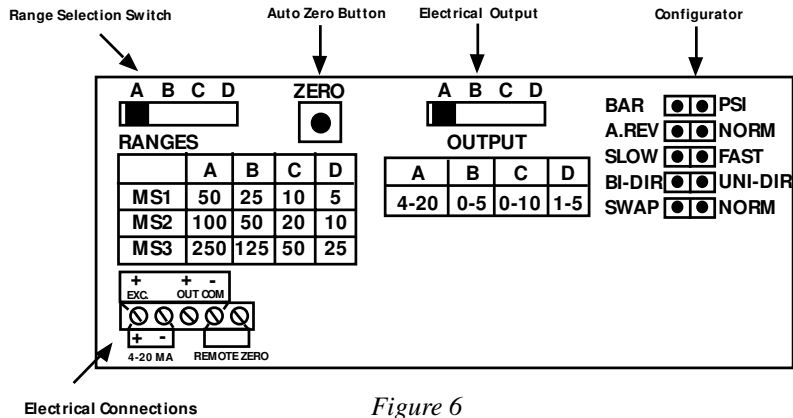 Range Selection Switch
Auto Zero Button
Electrical Output
Configurator
A B C D
ZERO
A B C D
BAR PSI
A.REV NORM
SLOW FAST
BI-DIR UNI-DIR
SWAP NORM
RANGES
A B C D
MS1 50 25 10 5
MS2 100 50 20 10
MS3 250 125 50 25
OUTPUT
A B C D
4-20 0-5 0-10 1-5
+ + -
EXC. OUT COM
+ -
4-20 MA REMOTE ZERO
Electrical Connections
Figure 6